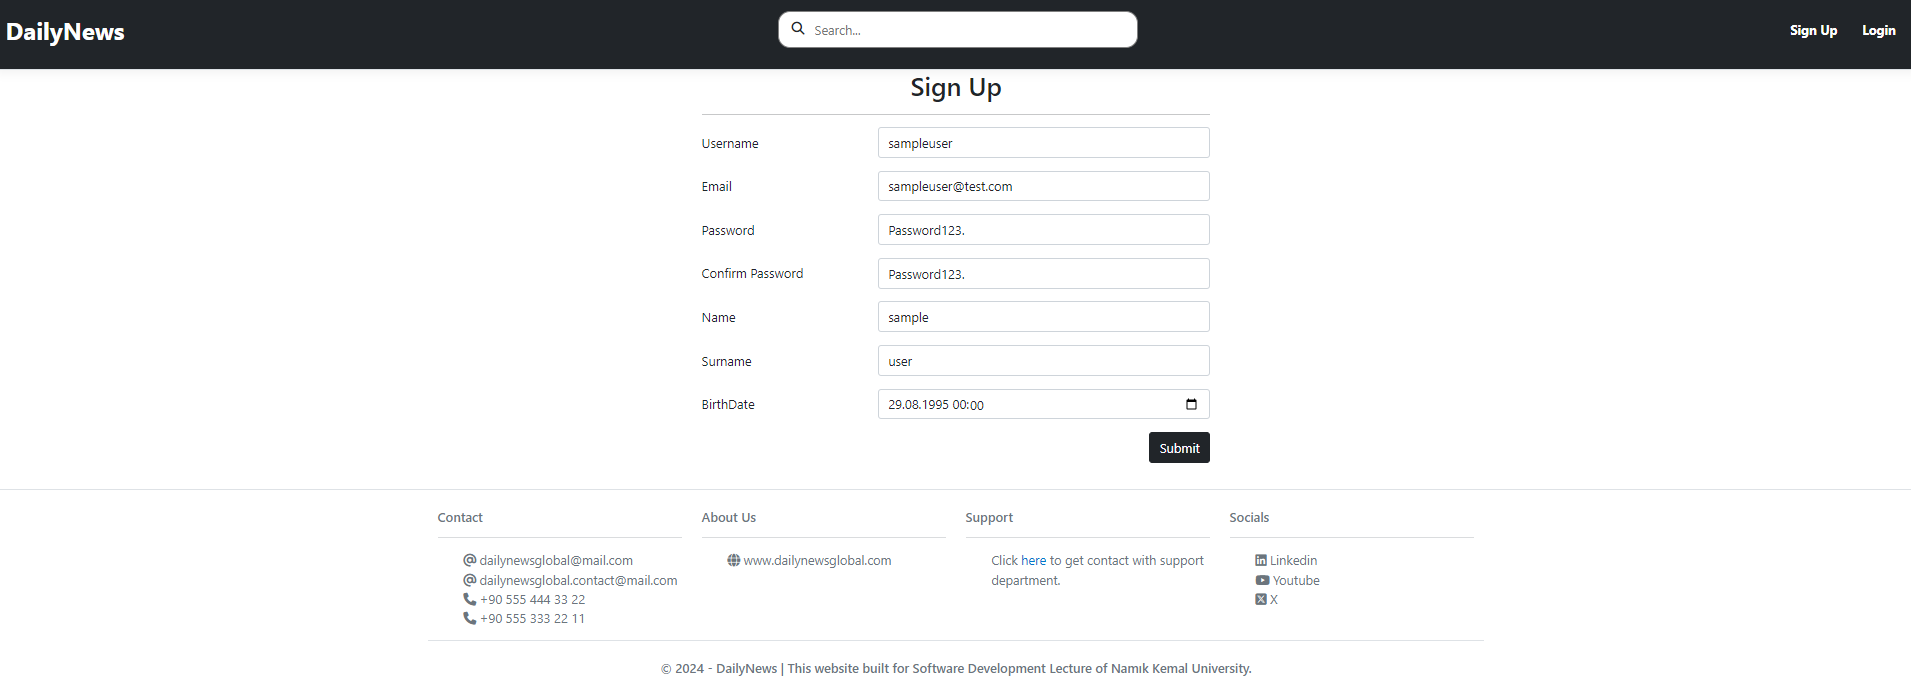 DailyNews
Search...
Sign Up Login
Sign Up
Username sampleuser
Email sampleuser@test.com
Password Password123.
Confirm Password Password123.
Name sample
Surname user
BirthDate 29.08.1995 00:00
Submit
Contact
dailynewsglobal@mail.com
dailynewsglobal.contact@mail.com
+90 555 444 33 22
+90 555 333 22 11
About Us
www.dailynewsglobal.com
Support
Click here to get contact with support
department.
Socials
Linkedin
Youtube
X
© 2024 - DailyNews | This website built for Software Development Lecture of Namık Kemal University.